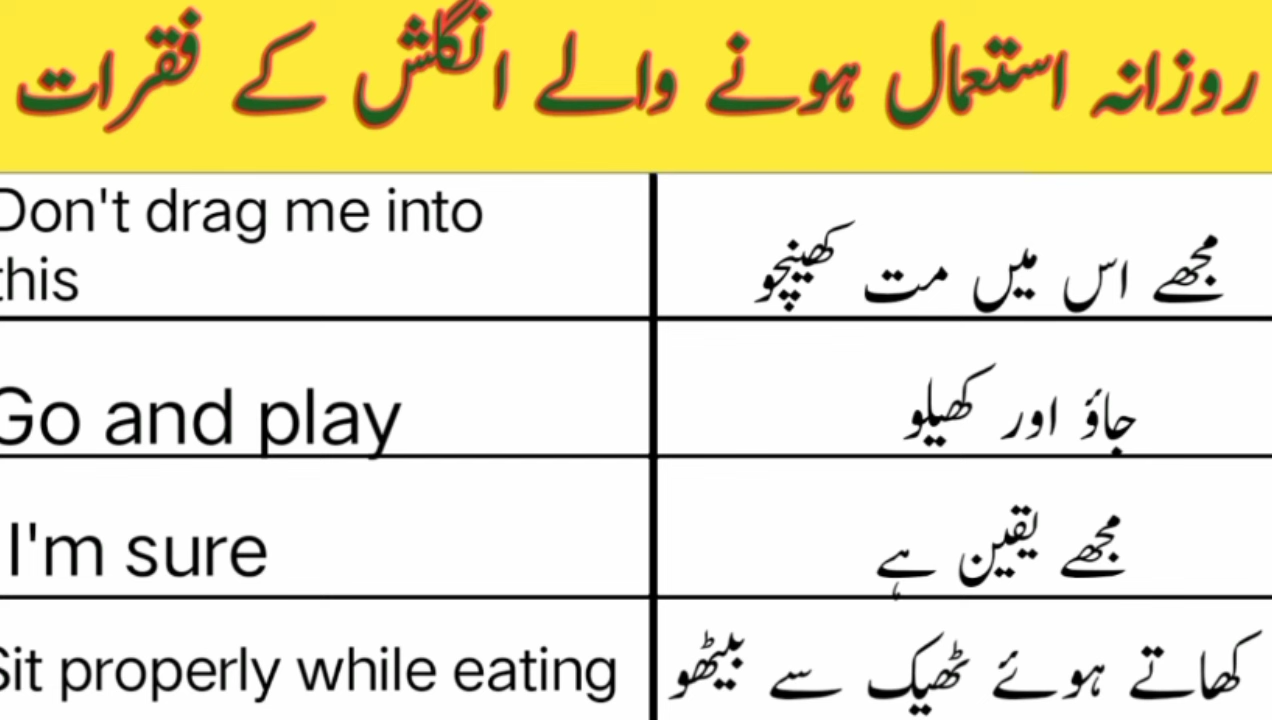 روزانہ استعمال ہونے والے انگلش کے فقرات
Don't drag me into
this
مجھے اس میں مت کھینچو
Go and play
جاؤ اور کھیلو
I'm sure
مجھے یقین ہے
Sit properly while eating
کھاتے ہوئے ٹھیک سے بیٹھو